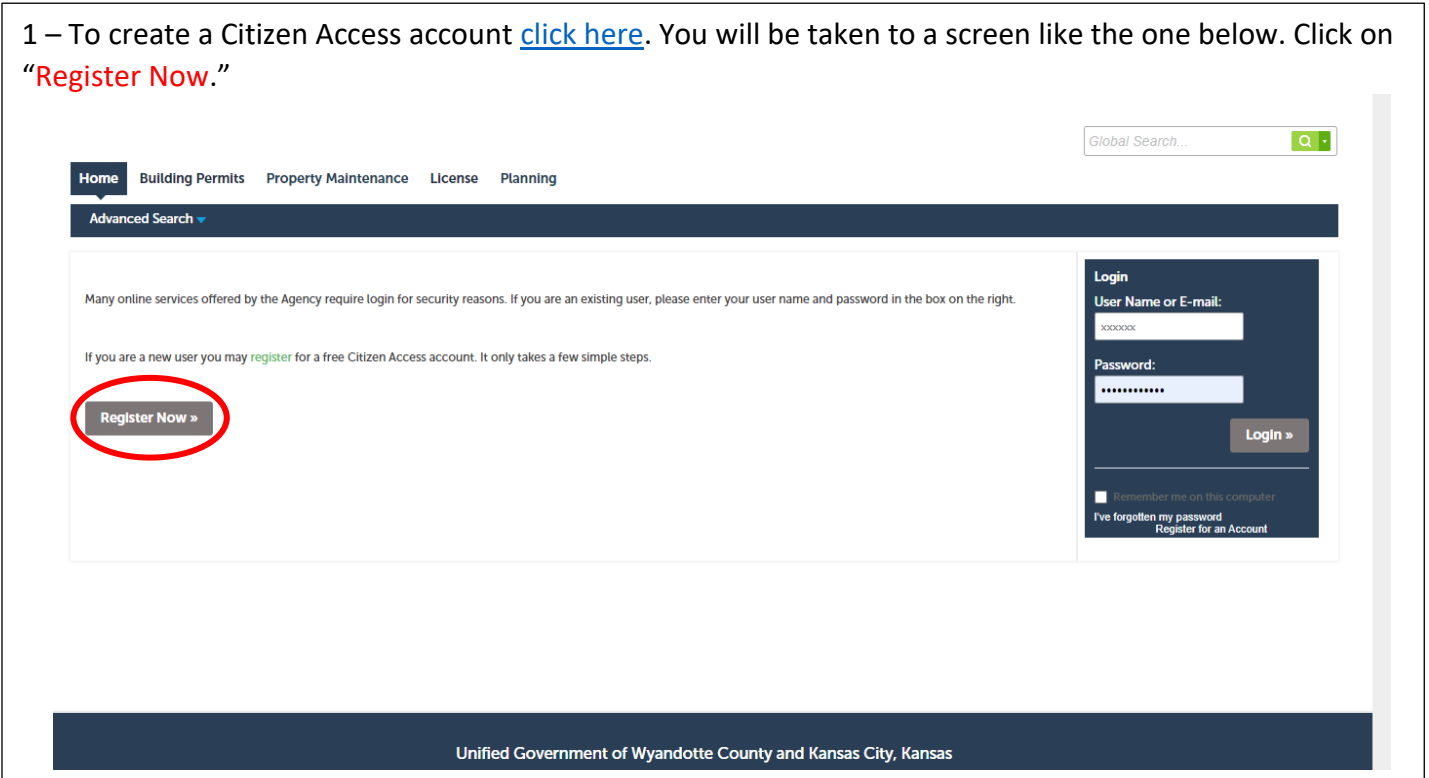 1 – To create a Citizen Access account click here. You will be taken to a screen like the one below. Click on
“Register Now.”
Global Search...
Home Building Permits Property Maintenance License Planning
Advanced Search
Many online services offered by the Agency require login for security reasons. If you are an existing user, please enter your user name and password in the box on the right.
If you are a new user you may register for a free Citizen Access account. It only takes a few simple steps.
Register Now »
Login
User Name or E-mail:
xxxxxx
Password:
••••••••••••
Login »
Remember me on this computer
I've forgotten my password
Register for an Account
Unified Government of Wyandotte County and Kansas City, Kansas